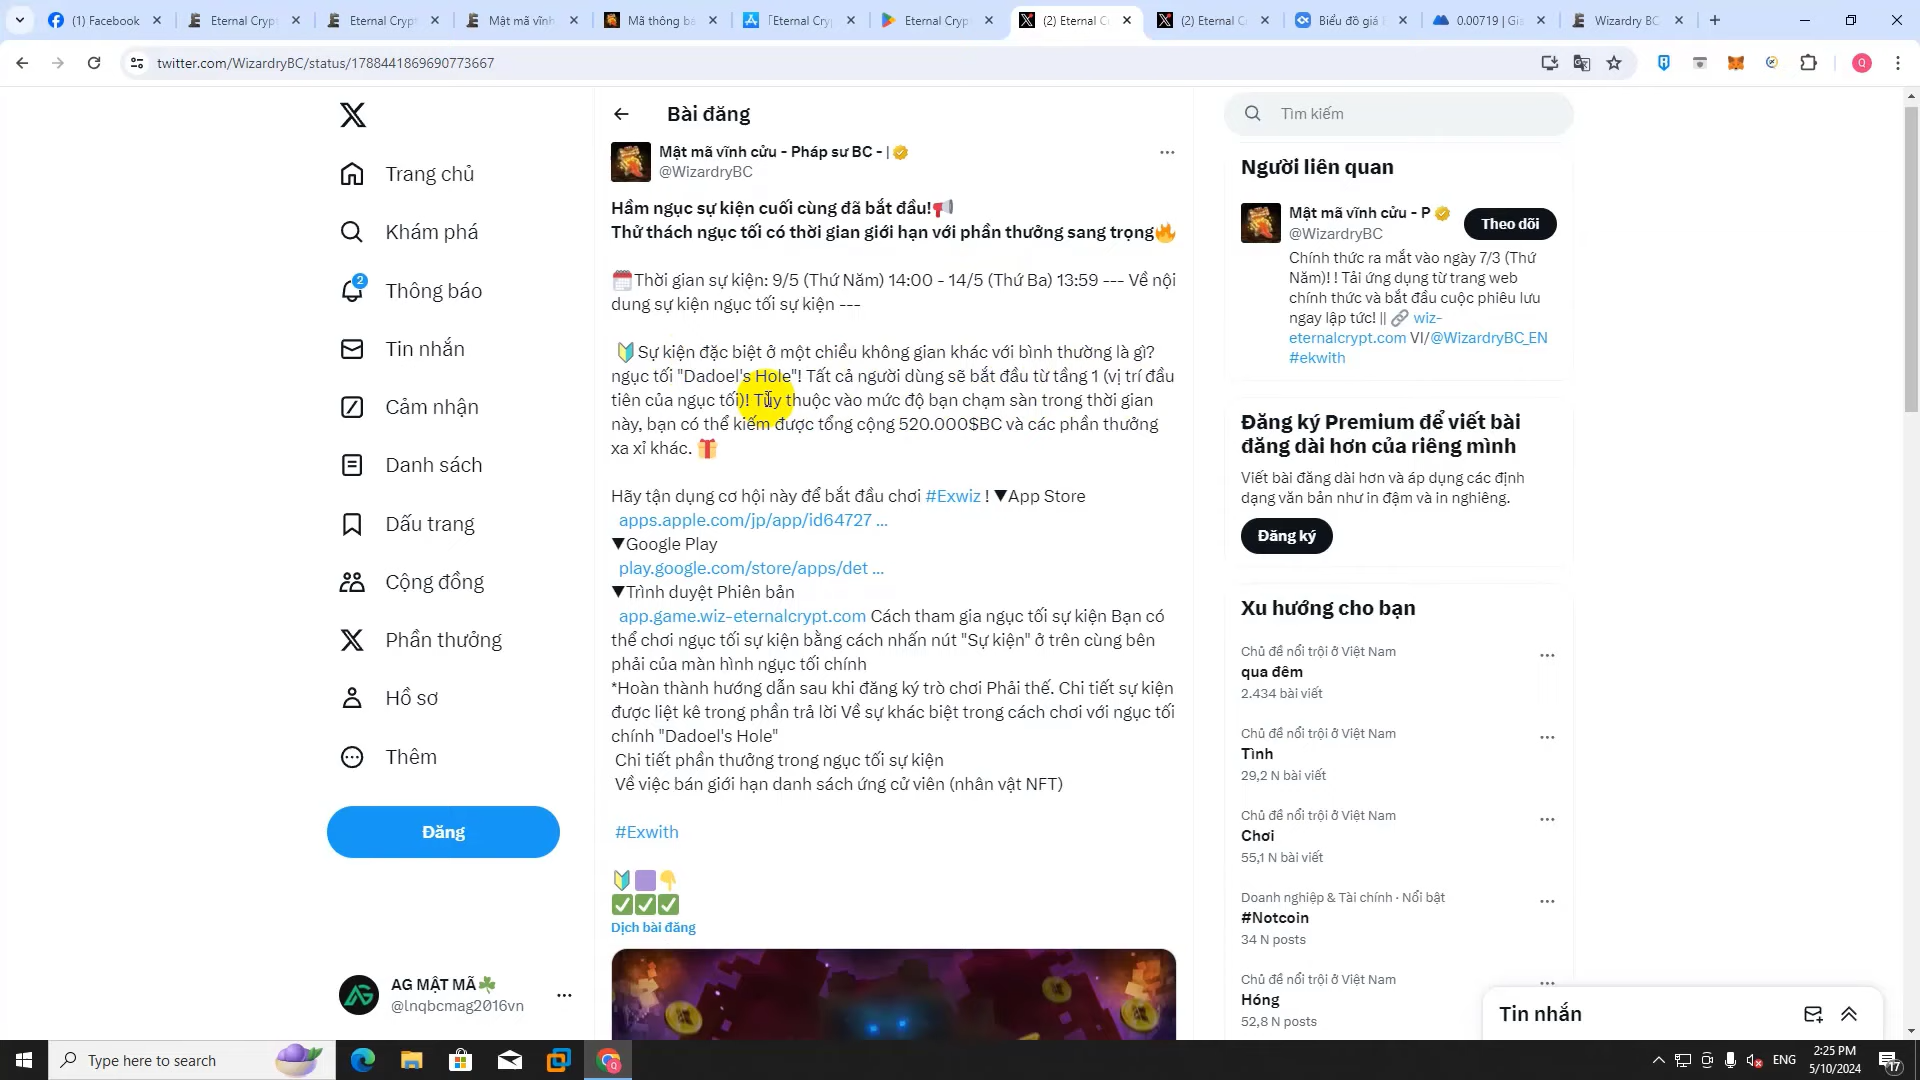 (1) Facebook
Eternal Cryp
Eternal Cryp
Mật mã vĩnh
Mã thông bá
「Eternal Cry
Eternal Cryp
(2) Eternal C
(2) Eternal C
Biểu đồ giá
0.00719 | Gi
Wizardry BC
twitter.com/WizardryBC/status/1788441869690773667
Trang chủ
Khám phá
2
Thông báo
Tin nhắn
Cảm nhận
Danh sách
Dấu trang
Cộng đồng
Phần thưởng
Hồ sơ
Thêm
Đăng
AG MẬT MÃ☘️
@lnqbcmag2016vn
Bài đăng
Mật mã vĩnh cửu - Pháp sư BC - |
@WizardryBC
Hầm ngục sự kiện cuối cùng đã bắt đầu!📢
Thử thách ngục tối có thời gian giới hạn với phần thưởng sang trọng🔥
🗓️Thời gian sự kiện: 9/5 (Thứ Năm) 14:00 - 14/5 (Thứ Ba) 13:59 --- Về nội
dung sự kiện ngục tối sự kiện ---
🔰Sự kiện đặc biệt ở một chiều không gian khác với bình thường là gì?
ngục tối "Dadoel's Hole"! Tất cả người dùng sẽ bắt đầu từ tầng 1 (vị trí đầu
tiên của ngục tối)! Tùy thuộc vào mức độ bạn chạm sàn trong thời gian
này, bạn có thể kiếm được tổng cộng 520.000$BC và các phần thưởng
xa xỉ khác. 🎁
Hãy tận dụng cơ hội này để bắt đầu chơi #Exwiz ! ▼App Store
apps.apple.com/jp/app/id64727 ...
▼Google Play
play.google.com/store/apps/det ...
▼Trình duyệt Phiên bản
app.game.wiz-eternalcrypt.com Cách tham gia ngục tối sự kiện Bạn có
thể chơi ngục tối sự kiện bằng cách nhấn nút "Sự kiện" ở trên cùng bên
phải của màn hình ngục tối chính
*Hoàn thành hướng dẫn sau khi đăng ký trò chơi Phải thế. Chi tiết sự kiện
được liệt kê trong phần trả lời Về sự khác biệt trong cách chơi với ngục tối
chính "Dadoel's Hole"
Chi tiết phần thưởng trong ngục tối sự kiện
Về việc bán giới hạn danh sách ứng cử viên (nhân vật NFT)
#Exwith
🔰🟪👇
✅✅✅
Dịch bài đăng
Tìm kiếm
Người liên quan
Mật mã vĩnh cửu - P
@WizardryBC
Theo dõi
Chính thức ra mắt vào ngày 7/3 (Thứ
Năm)! ! Tải ứng dụng từ trang web
chính thức và bắt đầu cuộc phiêu lưu
ngay lập tức! || 🔗 wiz-
eternalcrypt.com VI/@WizardryBC_EN
#ekwith
Đăng ký Premium để viết bài
đăng dài hơn của riêng mình
Viết bài đăng dài hơn và áp dụng các định
dạng văn bản như in đậm và in nghiêng.
Đăng ký
Xu hướng cho bạn
Chủ đề nổi trội ở Việt Nam
qua đêm
2.434 bài viết
Chủ đề nổi trội ở Việt Nam
Tình
29,2 N bài viết
Chủ đề nổi trội ở Việt Nam
Chơi
55,1 N bài viết
Doanh nghiệp & Tài chính · Nổi bật
#Notcoin
34 N posts
Chủ đề nổi trội ở Việt Nam
Hóng
52,8 N posts
Tin nhắn
Type here to search
ENG
2:25 PM
5/10/2024
17